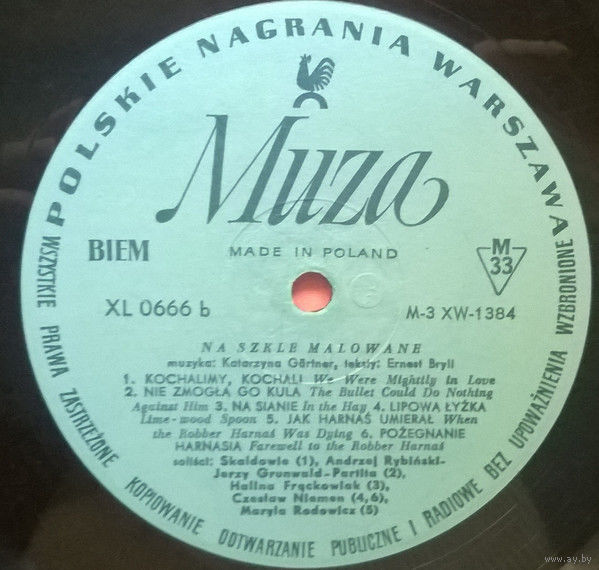 POLSKIE NAGRANIA WARSZAWA
Muza
BIEM
MADE IN POLAND
M
33
XL 0666 b
M-3 XW-1384
NA SZKLE MALOWANE
muzyka: Katarzyna Gärtner, teksty: Ernest Bryll
1. KOCHALIMY, KOCHALI We Were Mightily in Love
2. NIE ZMOGŁA GO KULA The Bullet Could Do Nothing
Against Him 3. NA SIANIE In the Hay 4. LIPOWA ŁYŻKA
Lime-wood Spoon 5. JAK HARNAŚ UMIERAŁ When
the Robber Harnaś Was Dying 6. POŻEGNANIE
HARNASIA Farewell to the Robber Harnaś
soliści: Skaldowie (1), Andrzej Rybiński-
Jerzy Grunwald-Partita (2),
Halina Frąckowiak (3),
Czesław Niemen (4,6),
Maryla Rodowicz (5)
WSZYSTKIE PRAWA ZASTRZEŻONE KOPIOWANIE ODTWARZANIE PUBLICZNE I RADIOWE BEZ UPOWAŻNIENIA WZBRONIONE
www.ay.by